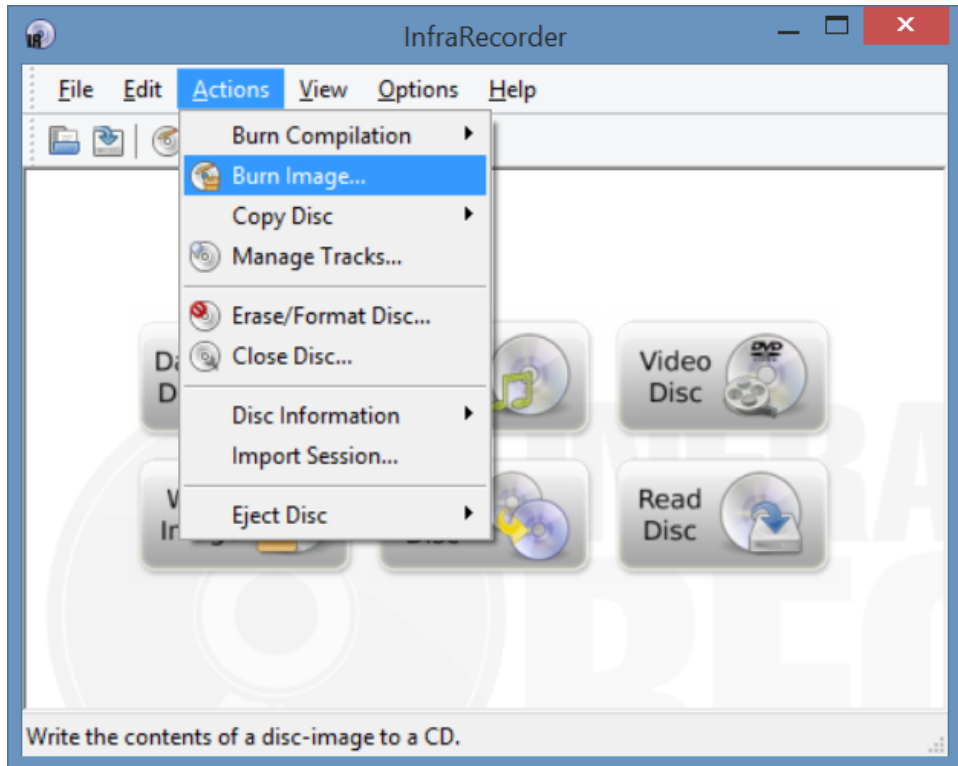 InfraRecorder
File Edit Actions View Options Help
Burn Compilation
Burn Image...
Copy Disc
Manage Tracks...
Erase/Format Disc...
Close Disc...
Disc Information
Import Session...
Eject Disc
Video
Disc
Read
Disc
Disc
INFRA
Write the contents of a disc-image to a CD.